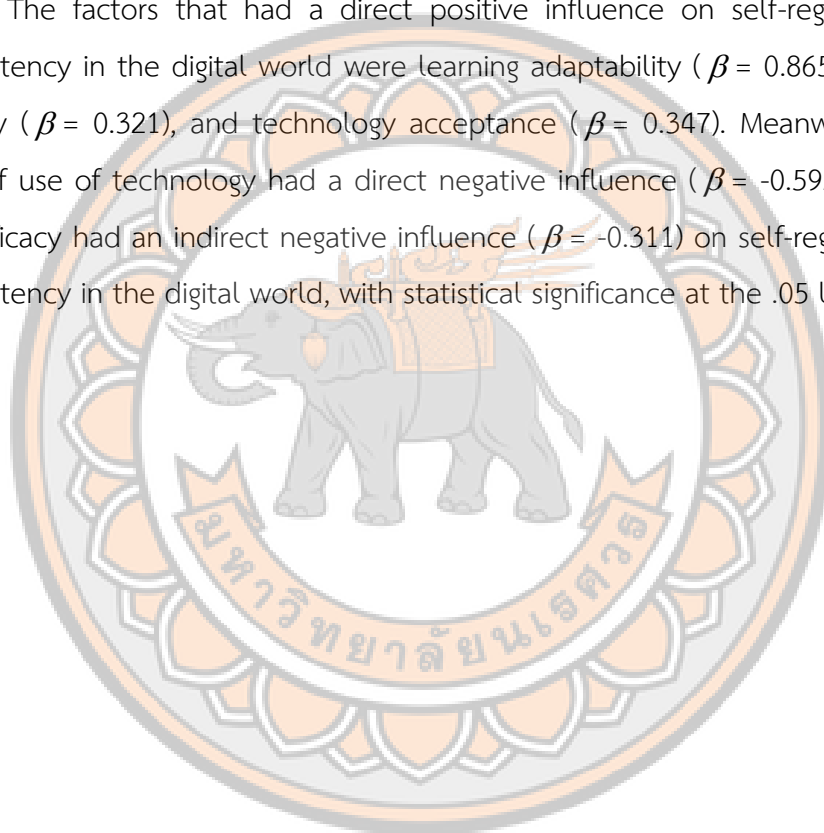 The factors that had a direct positive influence on self-reg
tency in the digital world were learning adaptability ( β = 0.865
y ( β = 0.321), and technology acceptance ( β = 0.347). Meanw
f use of technology had a direct negative influence ( β = -0.59
icacy had an indirect negative influence ( β = -0.311) on self-reg
tency in the digital world, with statistical significance at the .05 l
มหาวิทยาลัยนเรศวร